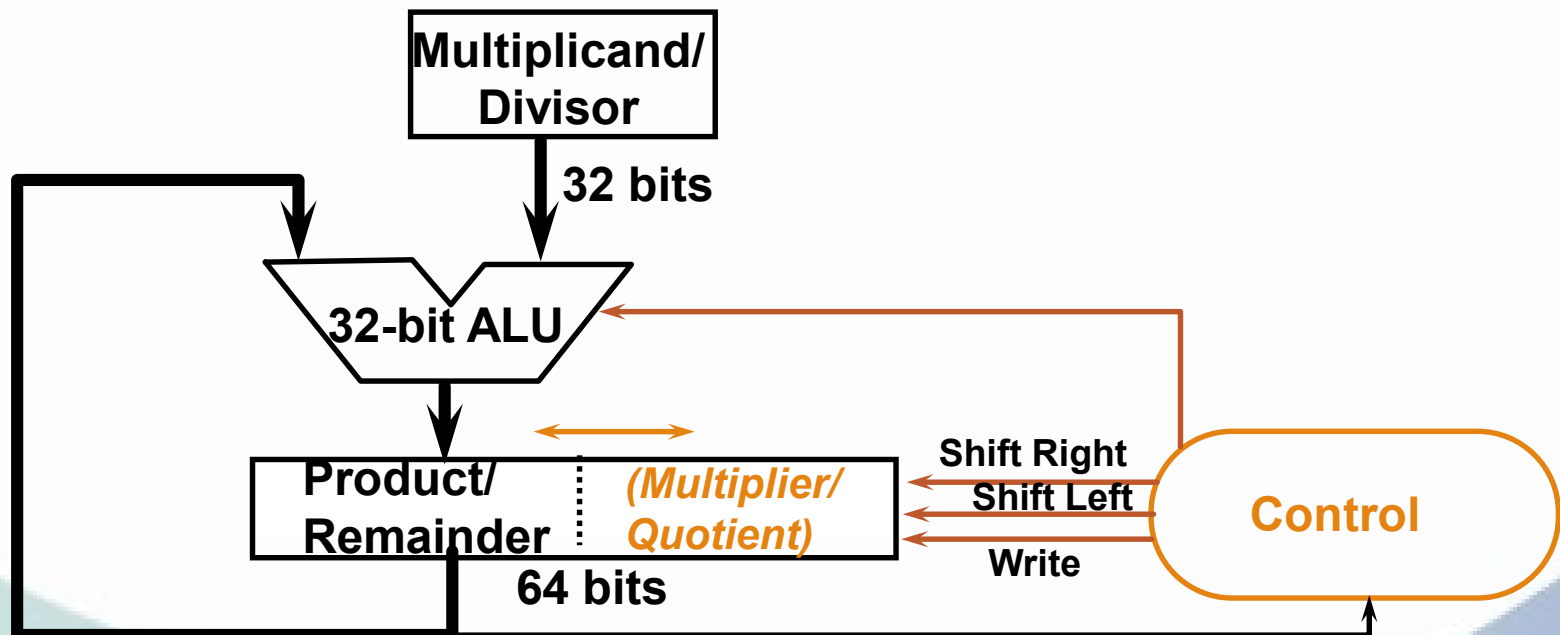 Multiplicand/
Divisor
32 bits
32-bit ALU
Product/
Remainder
(Multiplier/
Quotient)
64 bits
Shift Right
Shift Left
Write
Control